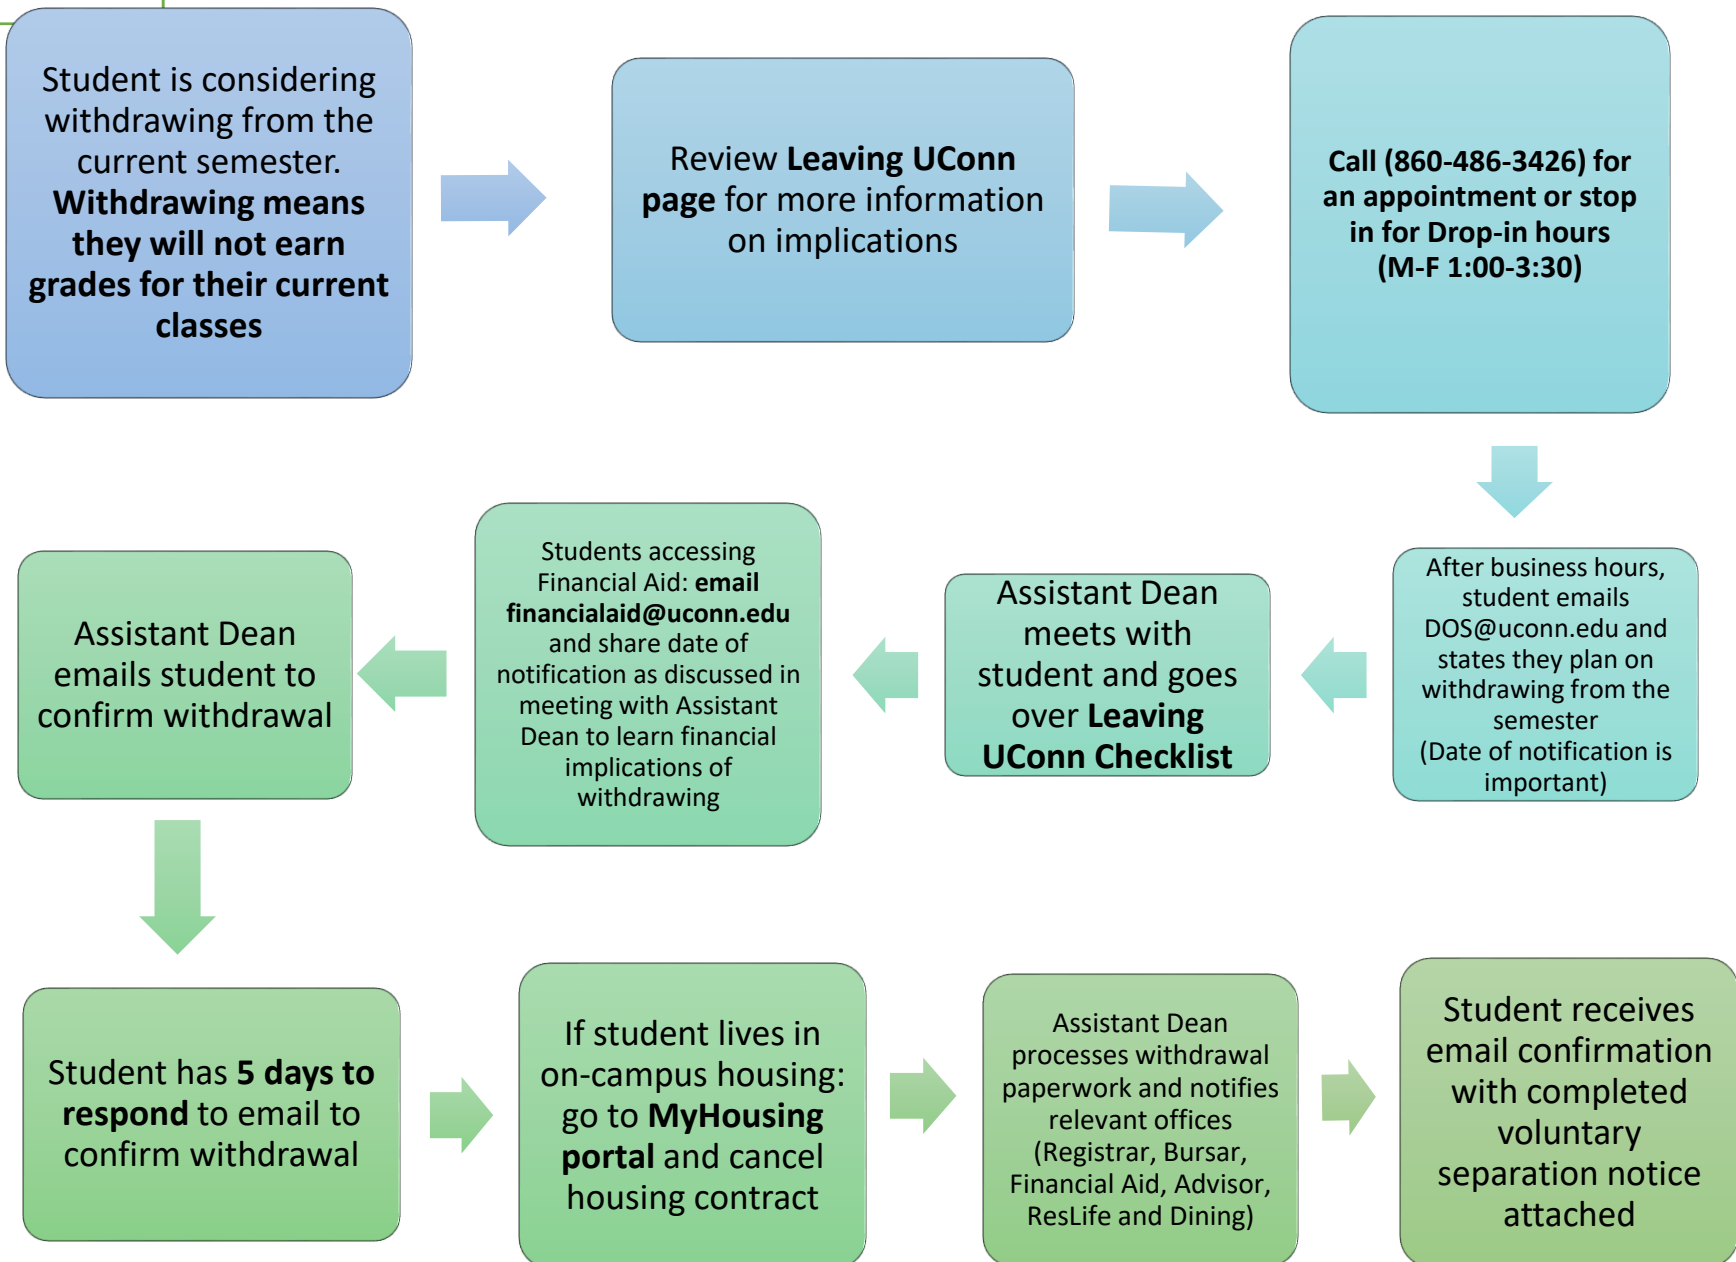 Student is considering
withdrawing from the
current semester.
Withdrawing means
they will not earn
grades for their current
classes
Review Leaving UConn
page for more information
on implications
Call (860-486-3426) for
an appointment or stop
in for Drop-in hours
(M-F 1:00-3:30)
After business hours,
student emails
DOS@uconn.edu and
states they plan on
withdrawing from the
semester
(Date of notification is
important)
Assistant Dean
meets with
student and goes
over Leaving
UConn Checklist
Students accessing
Financial Aid: email
financialaid@uconn.edu
and share date of
notification as discussed in
meeting with Assistant
Dean to learn financial
implications of
withdrawing
Assistant Dean
emails student to
confirm withdrawal
Student has 5 days to
respond to email to
confirm withdrawal
If student lives in
on-campus housing:
go to MyHousing
portal and cancel
housing contract
Assistant Dean
processes withdrawal
paperwork and notifies
relevant offices
(Registrar, Bursar,
Financial Aid, Advisor,
ResLife and Dining)
Student receives
email confirmation
with completed
voluntary
separation notice
attached